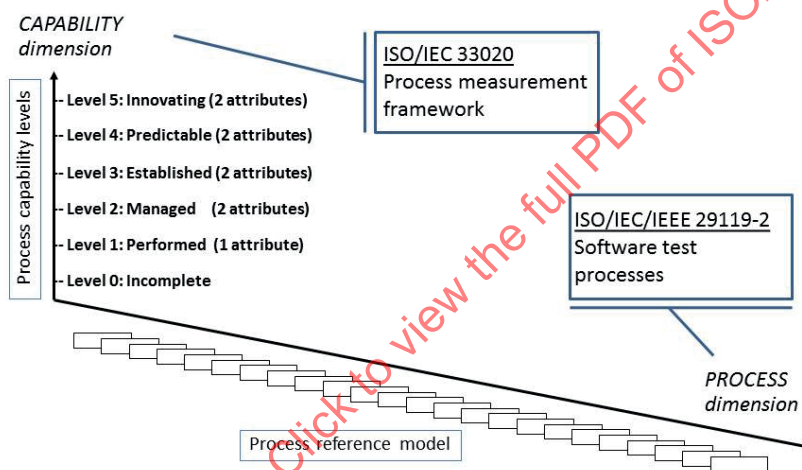 CAPABILITY
dimension
Process capability levels
Level 5: Innovating (2 attributes)
Level 4: Predictable (2 attributes)
Level 3: Established (2 attributes)
Level 2: Managed (2 attributes)
Level 1: Performed (1 attribute)
Level 0: Incomplete
ISO/IEC 33020
Process measurement
framework
ISO/IEC/IEEE 29119-2
Software test
processes
PROCESS
dimension
Process reference model
Click to view the full PDF of ISO